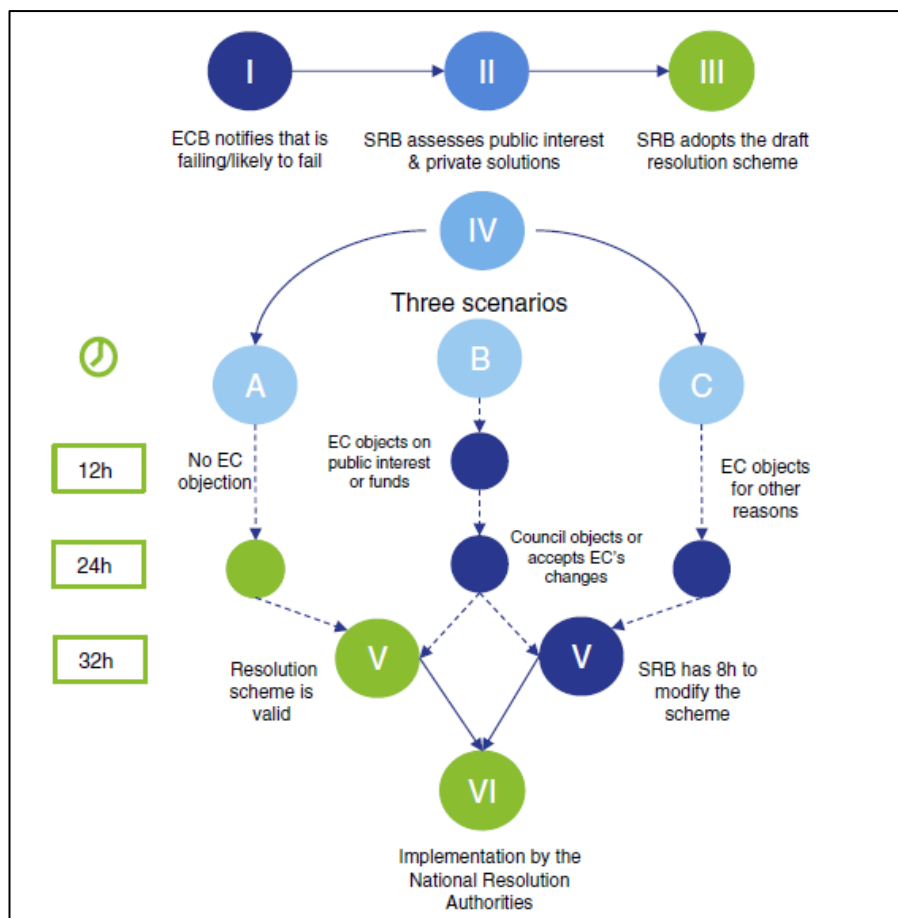 I
II
III
ECB notifies that is
failing/likely to fail
SRB assesses public interest
& private solutions
SRB adopts the draft
resolution scheme
IV
Three scenarios
A
B
C
12h
No EC
objection
EC objects on
public interest
or funds
EC objects
for other
reasons
24h
Council objects or
accepts EC's
changes
32h
V
V
Resolution
scheme is
valid
SRB has 8h to
modify the
scheme
VI
Implementation by the
National Resolution
Authorities